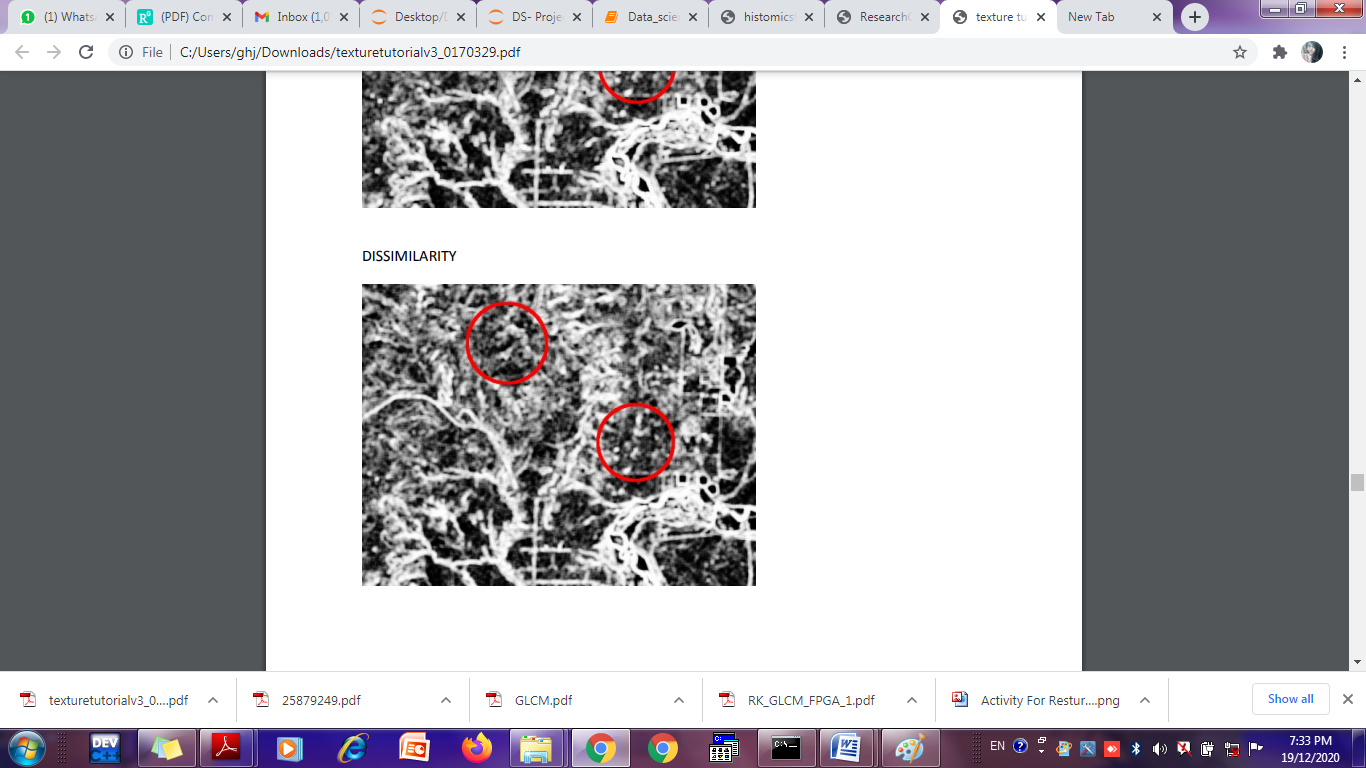 (1) Whats
(PDF) Con
Inbox (1,0
Desktop/D
DS- Proje
Data_scie
histomics
Research
texture tu
New Tab
File
C:/Users/ghj/Downloads/texturetutorialv3_0170329.pdf
DISSIMILARITY
texturetutorialv3_0....pdf
25879249.pdf
GLCM.pdf
RK_GLCM_FPGA_1.pdf
Activity For Restur....png
Show all
DEV
C++
EN
7:33 PM
19/12/2020